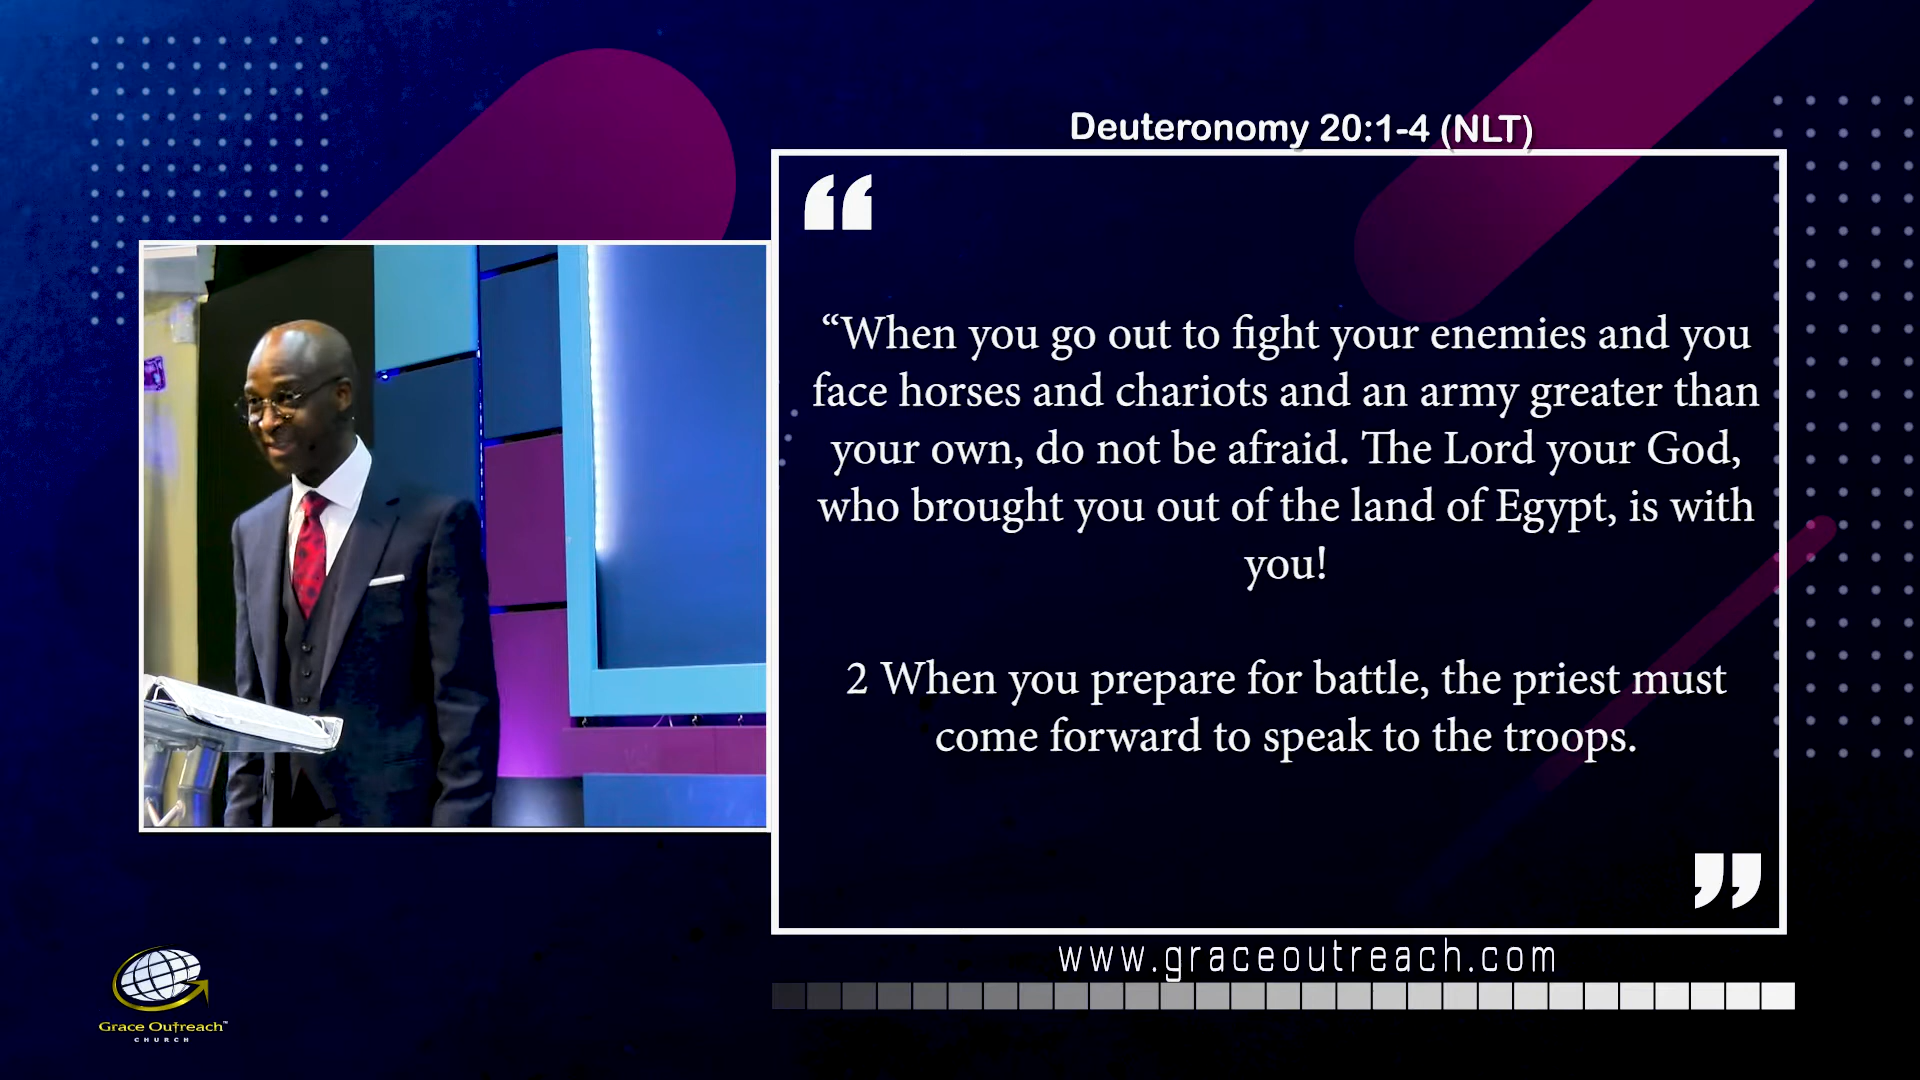 Deuteronomy 20:1-4 (NLT)
“
“When you go out to fight your enemies and you
face horses and chariots and an army greater than
your own, do not be afraid. The Lord your God,
who brought you out of the land of Egypt, is with
you!
2 When you prepare for battle, the priest must
come forward to speak to the troops.
”
www.graceoutreach.com
Grace Outreach™
CHURCH